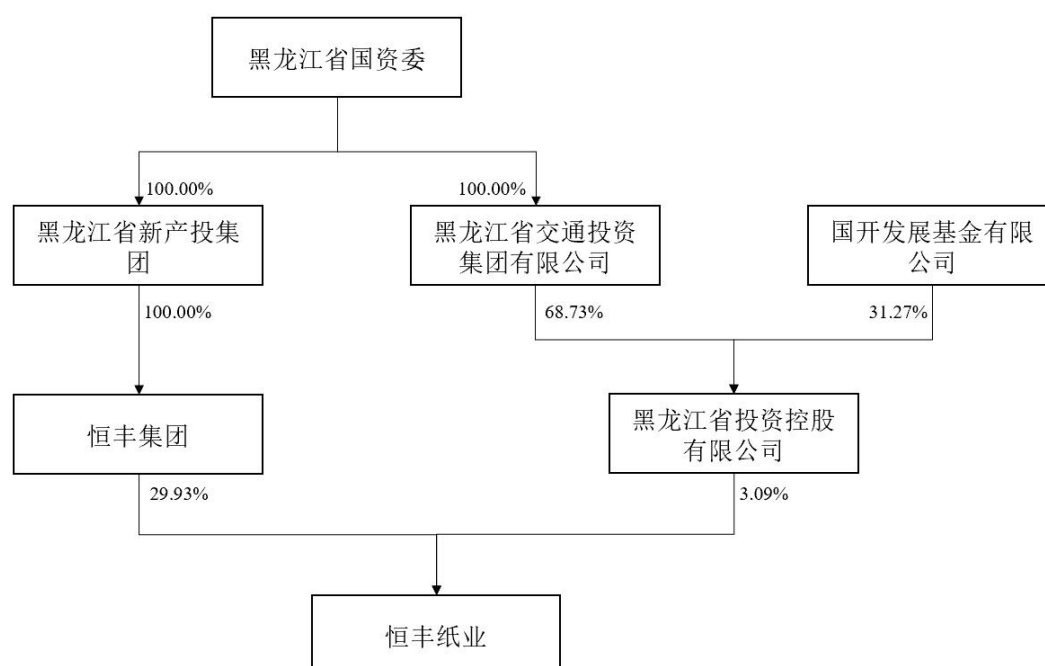 黑龙江省国资委
100.00%
100.00%
黑龙江省新产投集
团
黑龙江省交通投资
集团有限公司
国开发展基金有限
公司
100.00%
68.73%
31.27%
恒丰集团
黑龙江省投资控股
有限公司
29.93%
3.09%
恒丰纸业